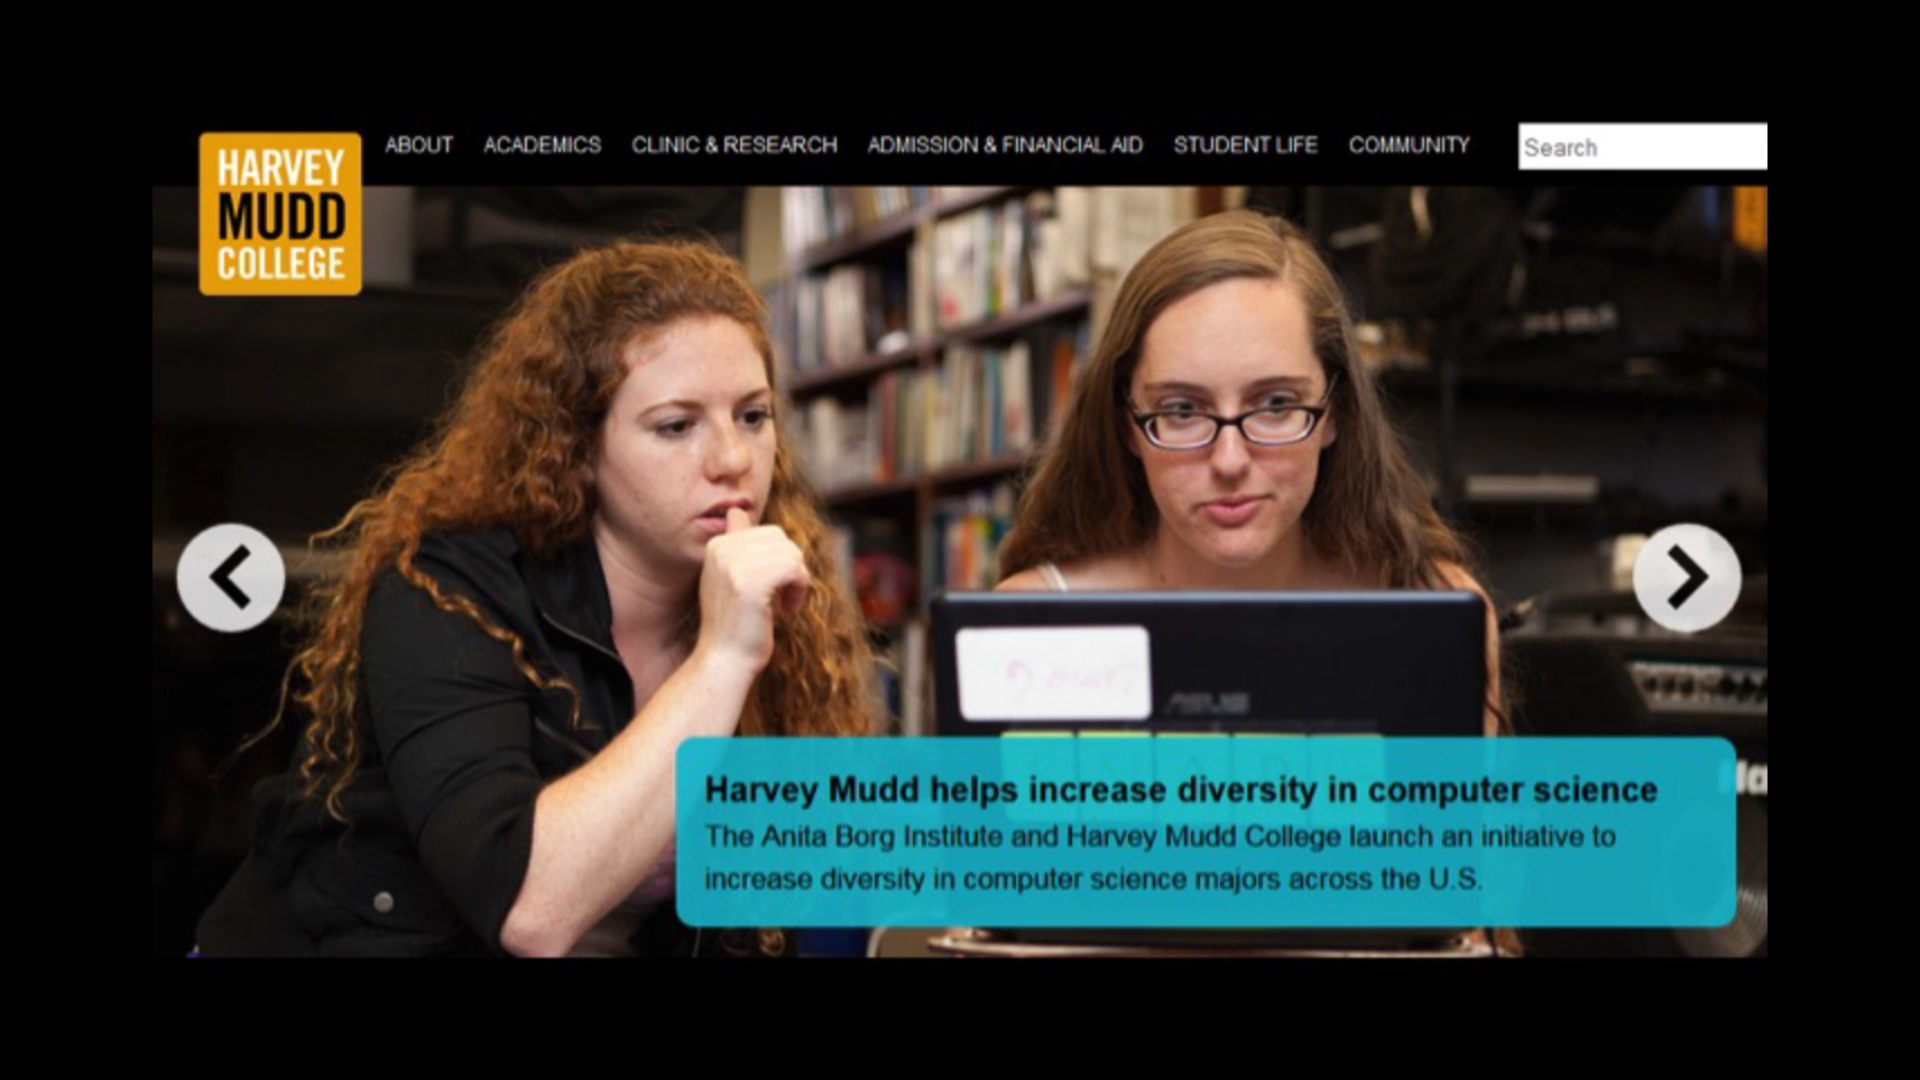 HARVEY
MUDD
COLLEGE
ABOUT ACADEMICS CLINIC & RESEARCH ADMISSION & FINANCIAL AID STUDENT LIFE COMMUNITY
Search
ASUS
Harvey Mudd helps increase diversity in computer science
The Anita Borg Institute and Harvey Mudd College launch an initiative to
increase diversity in computer science majors across the U.S.